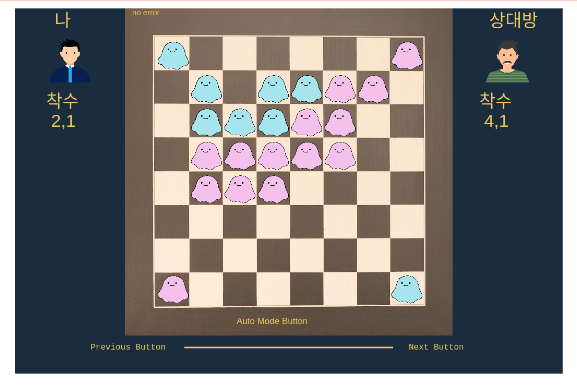 no error
나
상대방
착수
2,1
착수
4,1
Auto Mode Button
Previous Button
Next Button